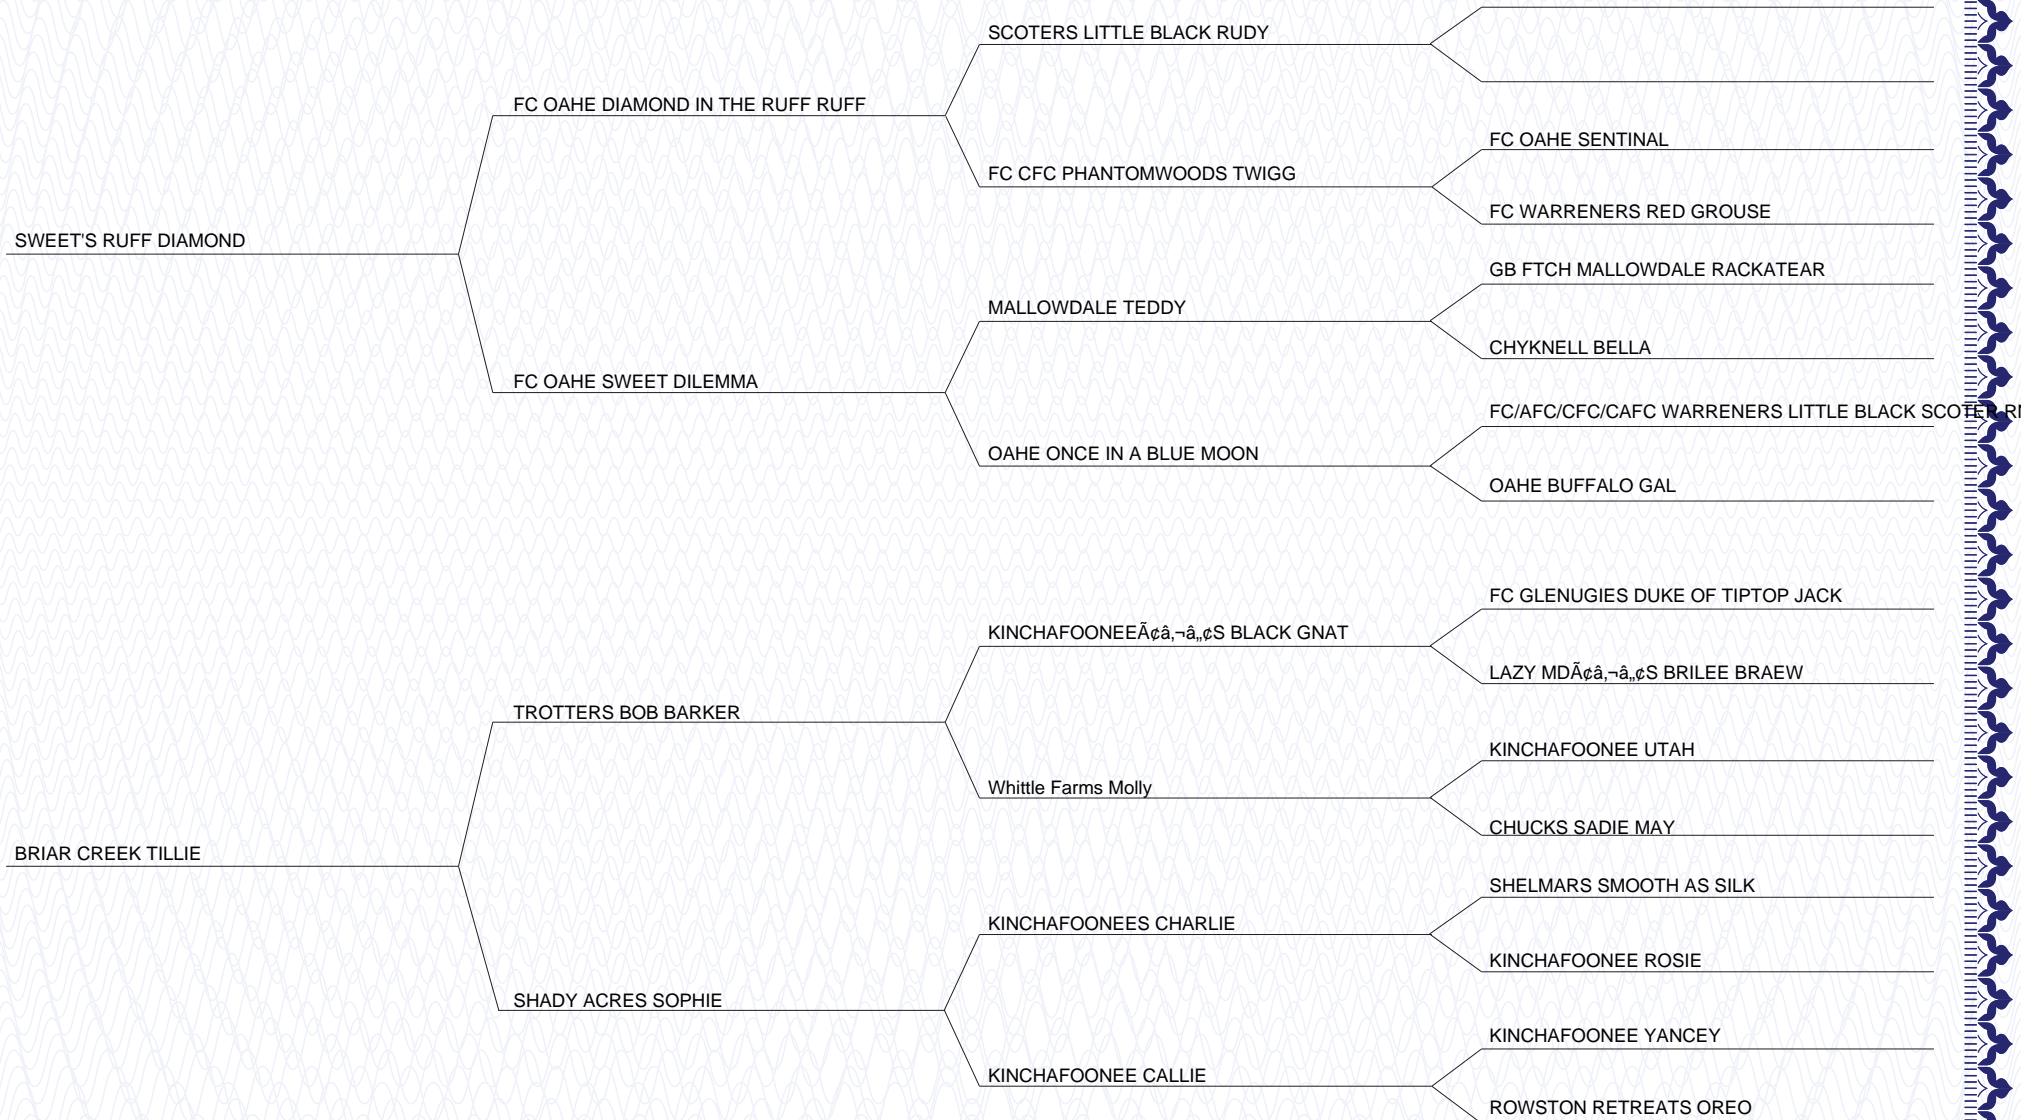 SCOTERS LITTLE BLACK RUDY
FC OAHE DIAMOND IN THE RUFF RUFF
FC OAHE SENTINAL
FC CFC PHANTOMWOODS TWIGG
FC WARRENERS RED GROUSE
SWEET'S RUFF DIAMOND
GB FTCH MALLOWDALE RACKATEAR
MALLOWDALE TEDDY
CHYKNELL BELLA
FC OAHE SWEET DILEMMA
FC/AFC/CFC/CAFC WARRENERS LITTLE BLACK SCOTER
OAHE ONCE IN A BLUE MOON
OAHE BUFFALO GAL
FC GLENUGIES DUKE OF TIPTOP JACK
KINCHAFOONEEÃ¢â‚¬â„¢S BLACK GNAT
LAZY MDÃ¢â‚¬â„¢S BRILEE BRAEW
TROTTERS BOB BARKER
KINCHAFOONEE UTAH
Whittle Farms Molly
CHUCKS SADIE MAY
BRIAR CREEK TILLIE
SHELMARS SMOOTH AS SILK
KINCHAFOONEES CHARLIE
KINCHAFOONEE ROSIE
SHADY ACRES SOPHIE
KINCHAFOONEE YANCEY
KINCHAFOONEE CALLIE
ROWSTON RETREATS OREO